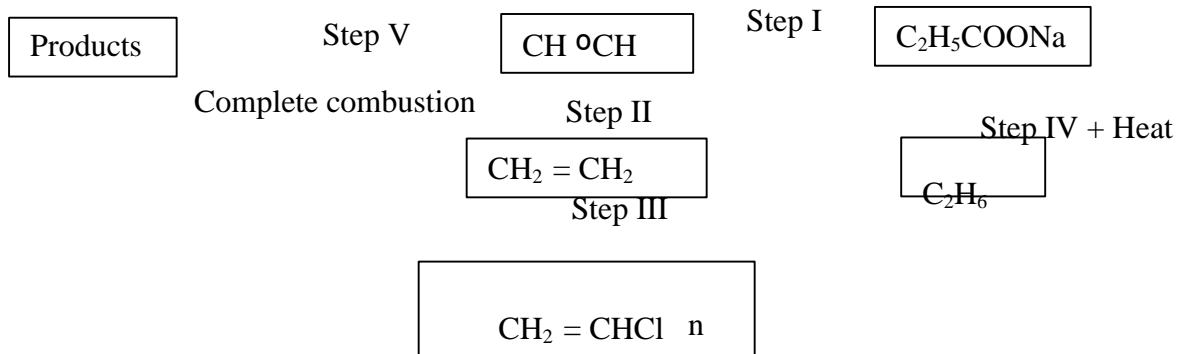 Products
Step V
CH ºCH
Step I
C₂H₅COONa
Complete combustion
Step II
Step IV + Heat
CH₂ = CH₂
C₂H₆
Step III
CH₂ = CHCl n